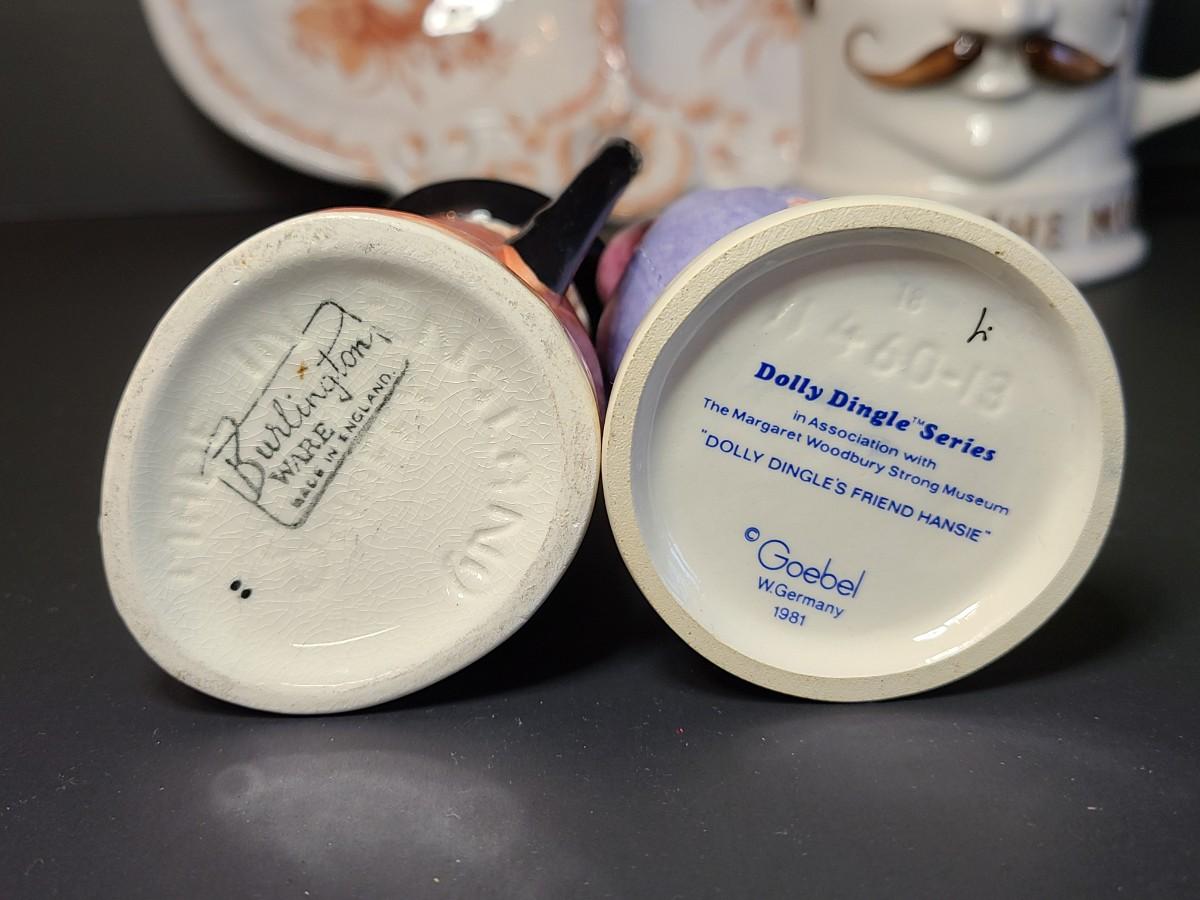 Burlington
WARE
MADE IN ENGLAND.
18
460-13
Dolly Dingle™ Series
in Association with
The Margaret Woodbury Strong Museum
"DOLLY DINGLE'S FRIEND HANSIE"
© Goebel
W.Germany
1981